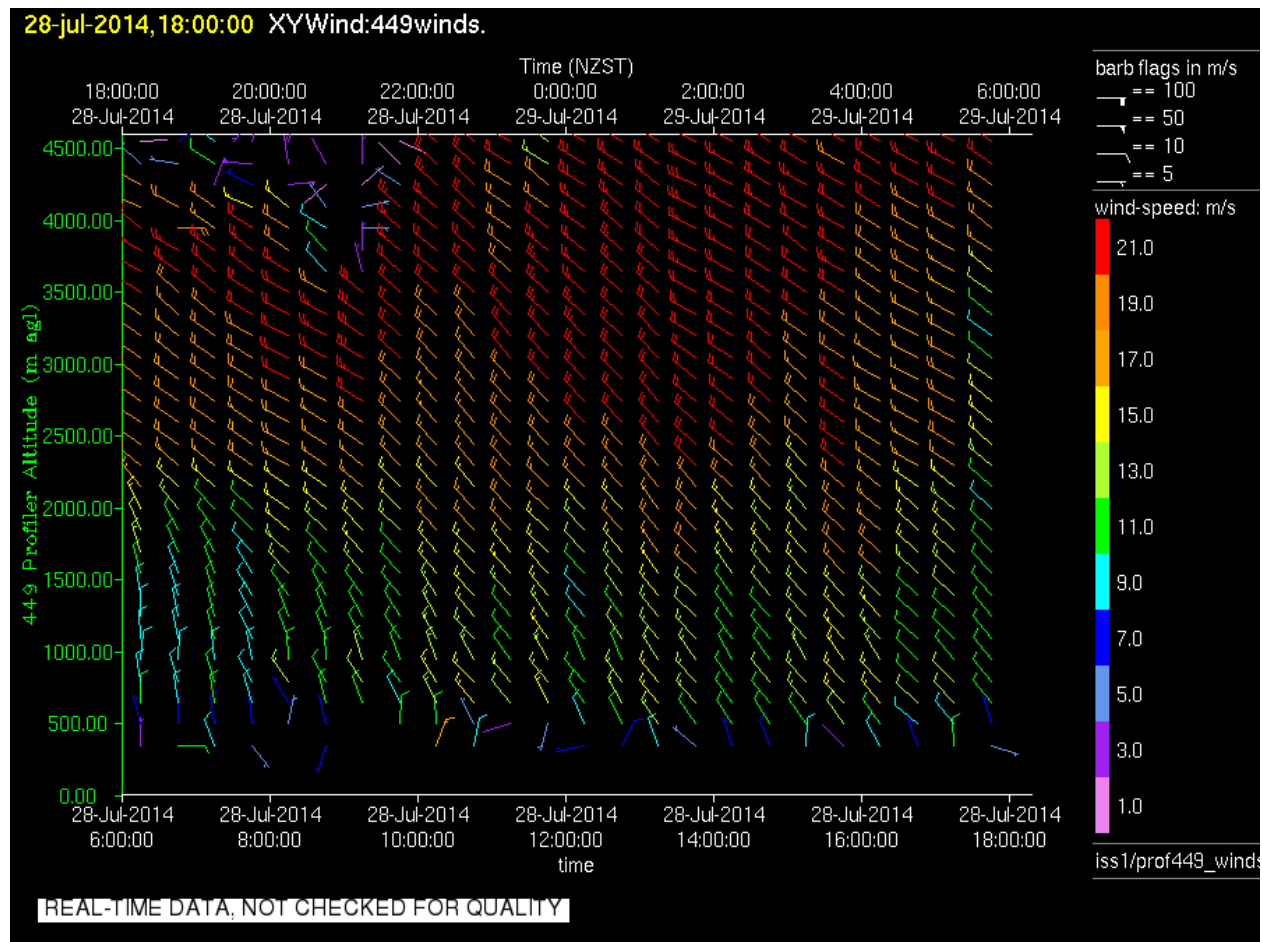 28-jul-2014,18:00:00 XYWind:449winds.
Time (NZST)
18:00:00 20:00:00 22:00:00 0:00:00 2:00:00 4:00:00 6:00:00
28-Jul-2014 28-Jul-2014 28-Jul-2014 29-Jul-2014 29-Jul-2014 29-Jul-2014 29-Jul-2014
barb flags in m/s
== 100
== 50
== 10
== 5
wind-speed: m/s
21.0
19.0
17.0
15.0
13.0
11.0
9.0
7.0
5.0
3.0
1.0
iss1/prof449_winds
449 Profiler Altitude (m agl)
4500.00
4000.00
3500.00
3000.00
2500.00
2000.00
1500.00
1000.00
500.00
0.00
28-Jul-2014 28-Jul-2014 28-Jul-2014 28-Jul-2014 28-Jul-2014 28-Jul-2014 28-Jul-2014
6:00:00 8:00:00 10:00:00 12:00:00 14:00:00 16:00:00 18:00:00
time
REAL-TIME DATA, NOT CHECKED FOR QUALITY